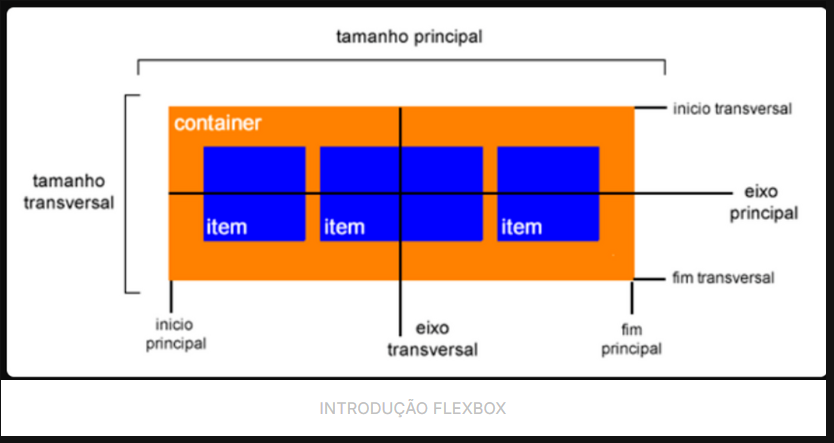 tamanho principal
container
inicio transversal
tamanho
transversal
eixo
principal
item
item
item
fim transversal
inicio
principal
eixo
transversal
fim
principal
INTRODUÇÃO FLEXBOX